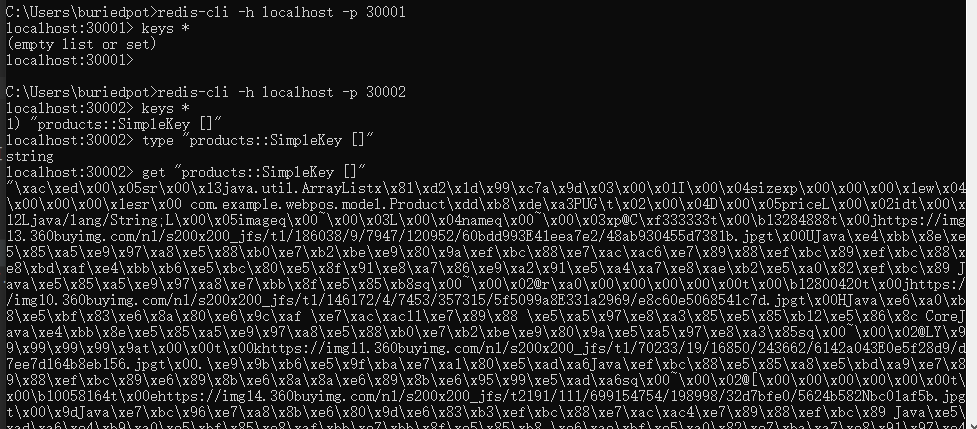 C:\Users\buriedpot>redis-cli -h localhost -p 30001
localhost:30001> keys *
(empty list or set)
localhost:30001>
C:\Users\buriedpot>redis-cli -h localhost -p 30002
localhost:30002> keys *
1) "products::SimpleKey []"
localhost:30002> type "products::SimpleKey []"
string
localhost:30002> get "products::SimpleKey []"
"\xac\xed\x00\x05sr\x00\x13java.util.ArrayListx\x81\xd2\x1d\x99\xc7a\x9d\x03\x00\x01I\x00\x04sizexp\x00\x00\x00\x1ew\x04
\x00\x00\x00\x1esr\x00 com.example.webpos.model.Product\xdd\xb8\xde\xa3PUG\t\x02\x00\x04D\x00\x05priceL\x00\x02idt\x00\x
12Ljava/lang/String;L\x00\x05imageq\x00~\x00\x03L\x00\x04nameq\x00~\x00\x03xp@C\xf333333t\x00\b13284888t\x00jhttps://img
13.360buyimg.com/n1/s200x200_jfs/t1/186038/9/7947/120952/60bdd993E41eea7e2/48ab930455d7381b.jpgt\x00UJava\xe4\xbb\x8e\xe
5\x85\xa5\xe9\x97\xa8\xe5\x88\xb0\xe7\xb2\xbe\xe9\x80\x9a\xef\xbc\x88\xe7\xac\xac6\xe7\x89\x88\xef\xbc\x89\xef\xbc\x88\x
e8\xbd\xaf\xe4\xbb\xb6\xe5\xbc\x80\xe5\x8f\x91\xe8\xa7\x86\xe9\xa2\x91\xe5\xa4\xa7\xe8\xae\xb2\xe5\xa0\x82\xef\xbc\x89 J
ava\xe5\x85\xa5\xe9\x97\xa8\xe7\xbb\x8f\xe5\x85\xb8sq\x00~\x00\x02@r\xa0\x00\x00\x00\x00\x00t\x00\b12800420t\x00jhttps:/
/img10.360buyimg.com/n1/s200x200_jfs/t1/146172/4/7453/357315/5f5099a8E331a2969/e8c60e5068541c7d.jpgt\x00HJava\xe6\xa0\xb
8\xe5\xbf\x83\xe6\x8a\x80\xe6\x9c\xaf \xe7\xac\xac11\xe7\x89\x88 \xe5\xa5\x97\xe8\xa3\x85\xe5\x85\xb12\xe5\x86\x8c CoreJ
ava\xe4\xbb\x8e\xe5\x85\xa5\xe9\x97\xa8\xe5\x88\xb0\xe7\xb2\xbe\xe9\x80\x9a\xe5\xa5\x97\xe8\xa3\x85sq\x00~\x00\x02@LY\x9
9\x99\x99\x99\x9at\x00\x00t\x00khttps://img11.360buyimg.com/n1/s200x200_jfs/t1/70233/19/16850/243662/6142a043E0e5f28d9/d
7ee7d164b8eb156.jpgt\x00.\xe9\x9b\xb6\xe5\x9f\xba\xe7\xa1\x80\xe5\xad\xa6Java\xef\xbc\x88\xe5\x85\xa8\xe5\xbd\xa9\xe7\x8
9\x88\xef\xbc\x89\xe6\x89\x8b\xe6\x8a\x8a\xe6\x89\x8b\xe6\x95\x99\xe5\xad\xa6sq\x00~\x00\x02@[\x00\x00\x00\x00\x00\x00t\
x00\b10058164t\x00ehttps://img14.360buyimg.com/n1/s200x200_jfs/t2191/111/699154754/198998/32d7bfe0/5624b582Nbc01af5b.jpg
t\x00\x9dJava\xe7\xbc\x96\xe7\xa8\x8b\xe6\x80\x9d\xe6\x83\xb3\xef\xbc\x88\xe7\xac\xac4\xe7\x89\x88\xef\xbc\x89 Java\xe5\